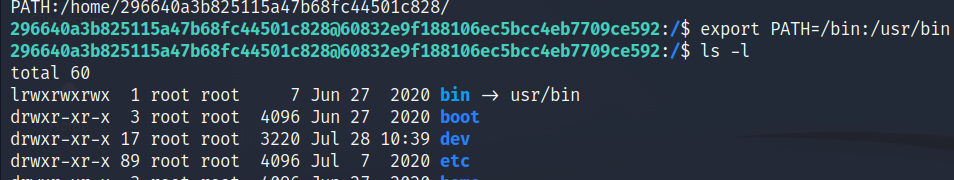 PATH:/home/296640a3b825115a47b68fc44501c828/
296640a3b825115a47b68fc44501c828@60832e9f188106ec5bcc4eb7709ce592:/$ export PATH=/bin:/usr/bin
296640a3b825115a47b68fc44501c828@60832e9f188106ec5bcc4eb7709ce592:/$ ls -l
total 60
lrwxrwxrwx 1 root root 7 Jun 27 2020 bin -> usr/bin
drwxr-xr-x 3 root root 4096 Jun 27 2020 boot
drwxr-xr-x 17 root root 3220 Jul 28 10:39 dev
drwxr-xr-x 89 root root 4096 Jul 7 2020 etc